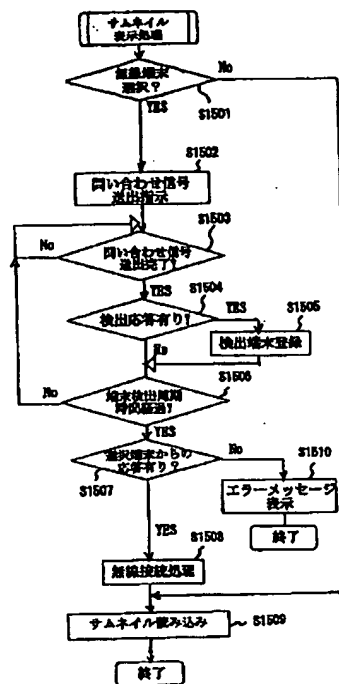 サムネイル
表示処理
無線端末
選択?
No
YES
S1501
S1502
問い合わせ信号
送出指示
S1503
No
問い合わせ信号
送出完了?
YES
S1504
検出応答有り?
YES
S1505
検出端末登録
No
S1506
No
端末検出周期
時間経過?
YES
選択端末からの
応答有り?
No
S1507
S1510
エラーメッセージ
表示
終了
YES
S1508
無線接続処理
サムネイル読み込み
S1509
終了